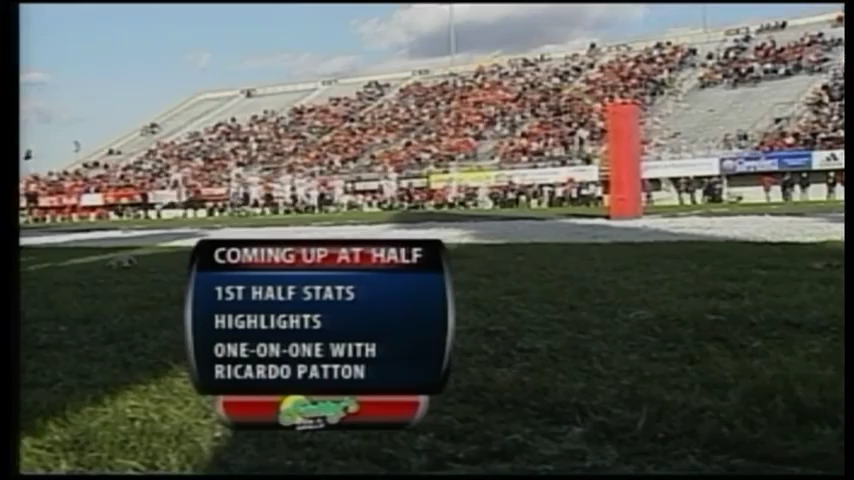 COMING UP AT HALF
1ST HALF STATS
HIGHLIGHTS
ONE-ON-ONE WITH
RICARDO PATTON